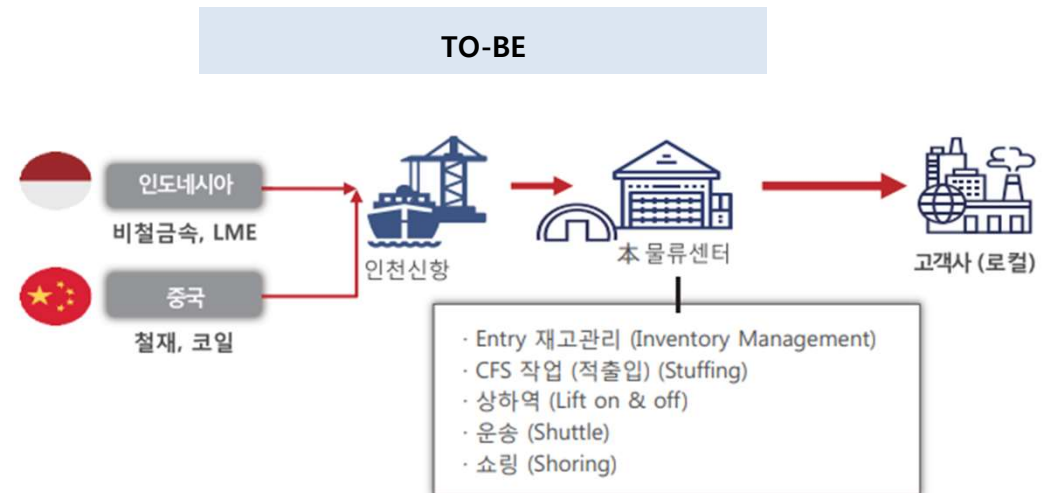 TO-BE
인도네시아
비철금속, LME
중국
철재, 코일
인천신항
本 물류센터
고객사 (로컬)
· Entry 재고관리 (Inventory Management)
· CFS 작업 (적출입) (Stuffing)
· 상하역 (Lift on & off)
· 운송 (Shuttle)
· 쇼링 (Shoring)